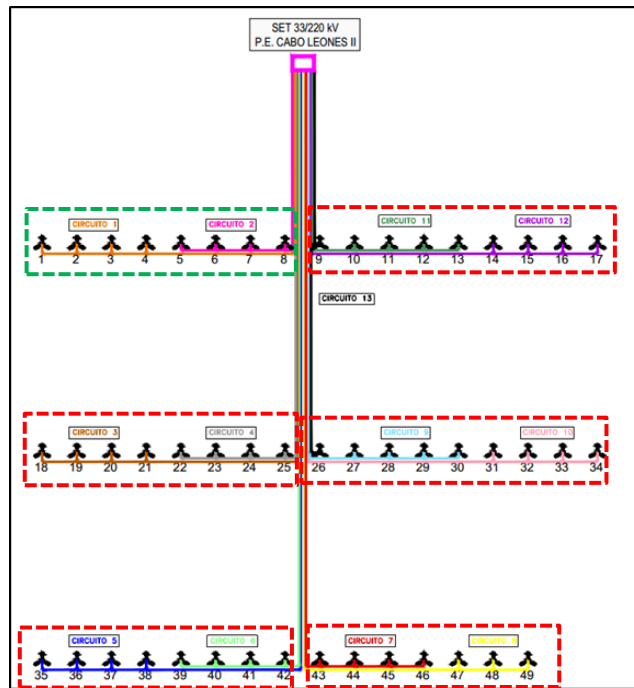 SET 33/220 kV
P.E. CABO LEONES II
CIRCUITO 1
CIRCUITO 2
CIRCUITO 11
CIRCUITO 12
1 2 3 4 5 6 7 8 9 10 11 12 13 14 15 16 17
CIRCUITO 13
CIRCUITO 3
CIRCUITO 4
CIRCUITO 9
CIRCUITO 10
18 19 20 21 22 23 24 25 26 27 28 29 30 31 32 33 34
CIRCUITO 5
CIRCUITO 6
CIRCUITO 7
CIRCUITO 8
35 36 37 38 39 40 41 42 43 44 45 46 47 48 49